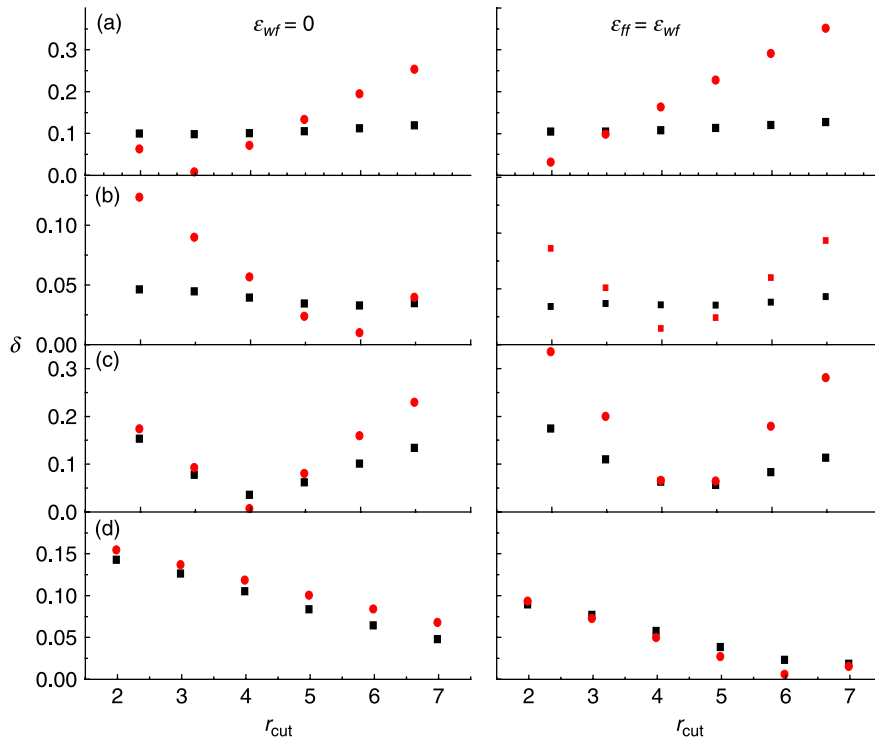 (a)
ε_wf = 0
ε_ff = ε_wf
0.3
0.2
0.1
0.0
(b)
0.10
0.05
0.00
δ
(c)
0.3
0.2
0.1
0.0
(d)
0.15
0.10
0.05
0.00
2 3 4 5 6 7
2 3 4 5 6 7
r_cut
r_cut